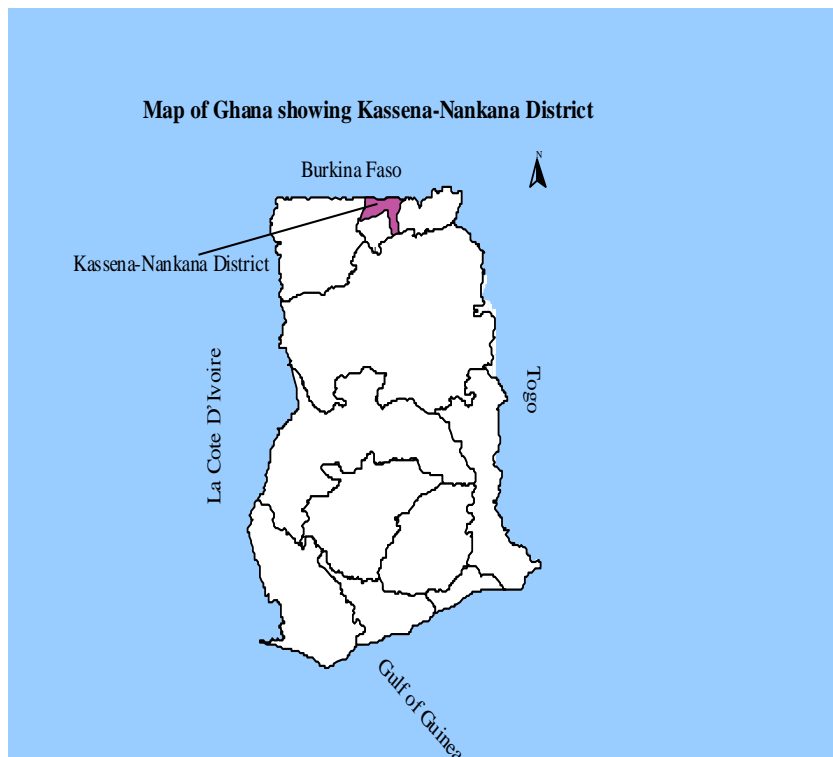 Map of Ghana showing Kassena-Nankana District
Burkina Faso
N
Kassena-Nankana District
La Cote D'Ivoire
Togo
Gulf of Guinea